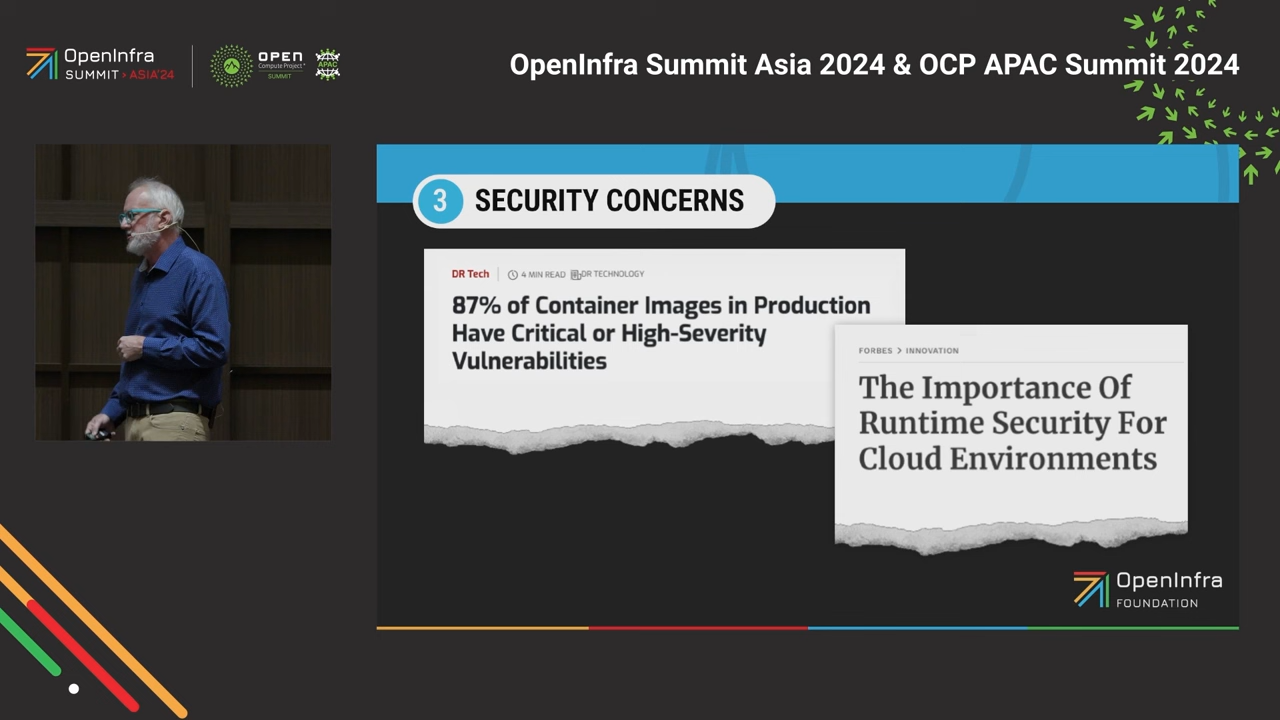 OpenInfra
SUMMIT > ASIA'24
OPEN
Compute Project®
SUMMIT
APAC
OpenInfra Summit Asia 2024 & OCP APAC Summit 2024
3 SECURITY CONCERNS
DR Tech
4 MIN READ
DR TECHNOLOGY
87% of Container Images in Production
Have Critical or High-Severity
Vulnerabilities
FORBES > INNOVATION
The Importance Of
Runtime Security For
Cloud Environments
OpenInfra
FOUNDATION